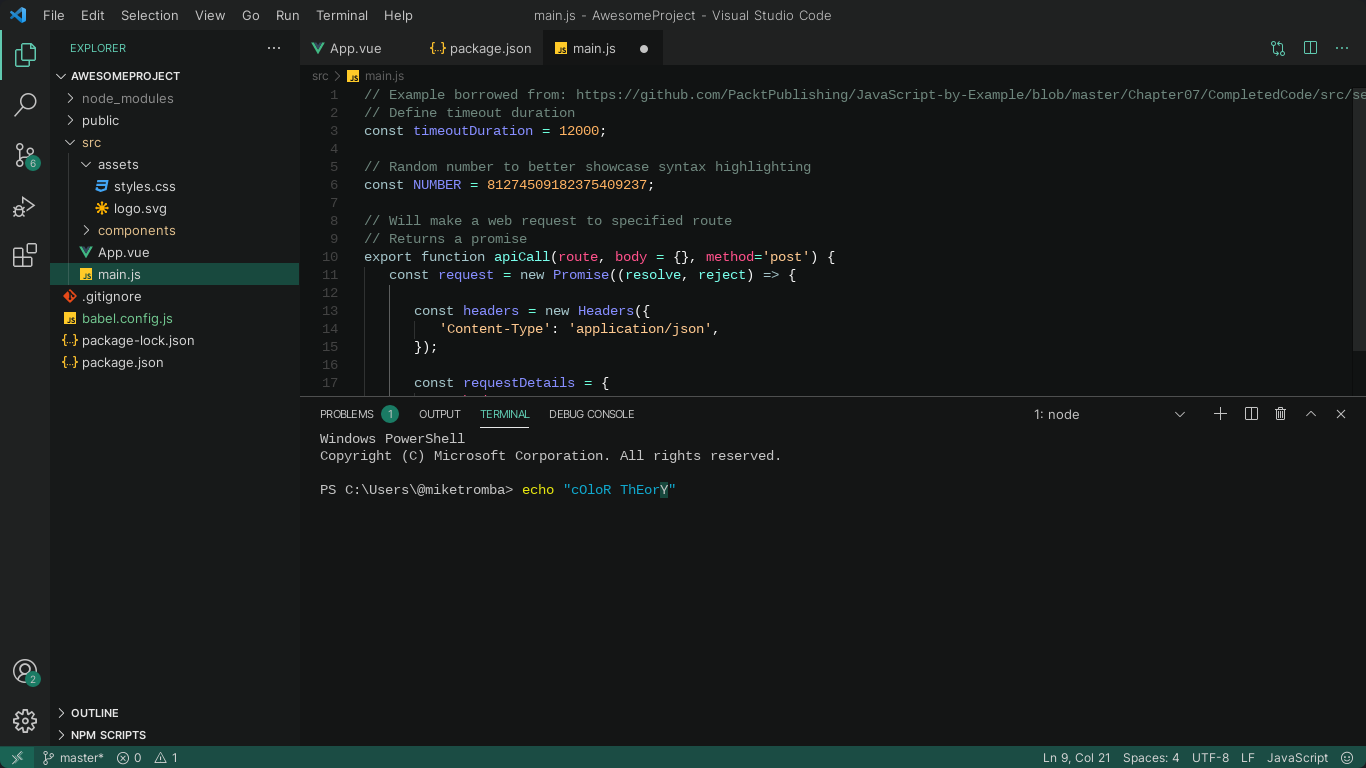 File Edit Selection View Go Run Terminal Help
main.js - AwesomeProject - Visual Studio Code
EXPLORER
AWESOMEPROJECT
node_modules
public
src
assets
styles.css
logo.svg
components
App.vue
main.js
.gitignore
babel.config.js
package-lock.json
package.json
OUTLINE
NPM SCRIPTS
6
2
App.vue package.json main.js
src main.js
1 // Example borrowed from: https://github.com/PacktPublishing/JavaScript-by-Example/blob/master/Chapter07/CompletedCode/src/se
2 // Define timeout duration
3 const timeoutDuration = 12000;
4
5 // Random number to better showcase syntax highlighting
6 const NUMBER = 81274509182375409237;
7
8 // Will make a web request to specified route
9 // Returns a promise
10 export function apiCall(route, body = {}, method='post') {
11 const request = new Promise((resolve, reject) => {
12
13 const headers = new Headers({
14 'Content-Type': 'application/json',
15 });
16
17 const requestDetails = {
PROBLEMS 1 OUTPUT TERMINAL DEBUG CONSOLE 1: node
Windows PowerShell
Copyright (C) Microsoft Corporation. All rights reserved.
PS C:\Users\@miketromba> echo "cOloR ThEorY"
master* 0 1 Ln 9, Col 21 Spaces: 4 UTF-8 LF JavaScript